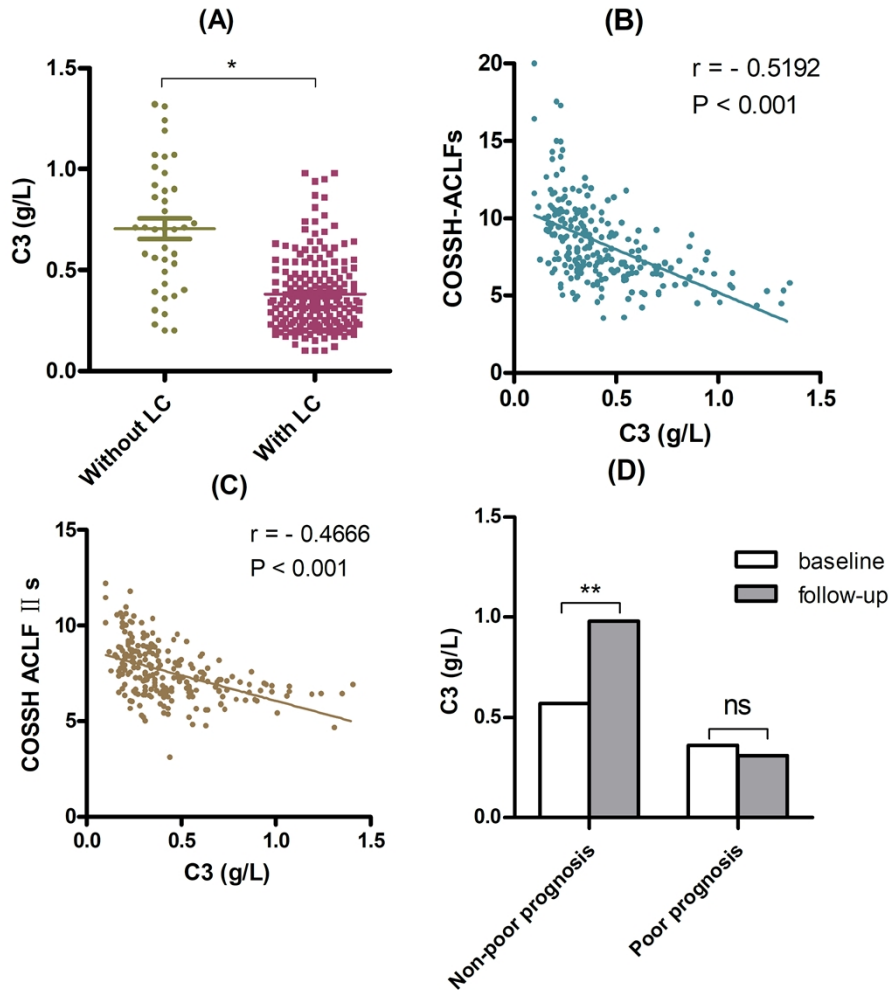 (A)
*
C3 (g/L)
1.5
1.0
0.5
0.0
Without LC
With LC
(B)
r = - 0.5192
P < 0.001
COSSH-ACLFs
20
15
10
5
0
0.0 0.5 1.0 1.5
C3 (g/L)
(C)
r = - 0.4666
P < 0.001
COSSH ACLF II s
15
10
5
0
0.0 0.5 1.0 1.5
C3 (g/L)
(D)
baseline
follow-up
**
ns
C3 (g/L)
1.5
1.0
0.5
0.0
Non-poor prognosis
Poor prognosis